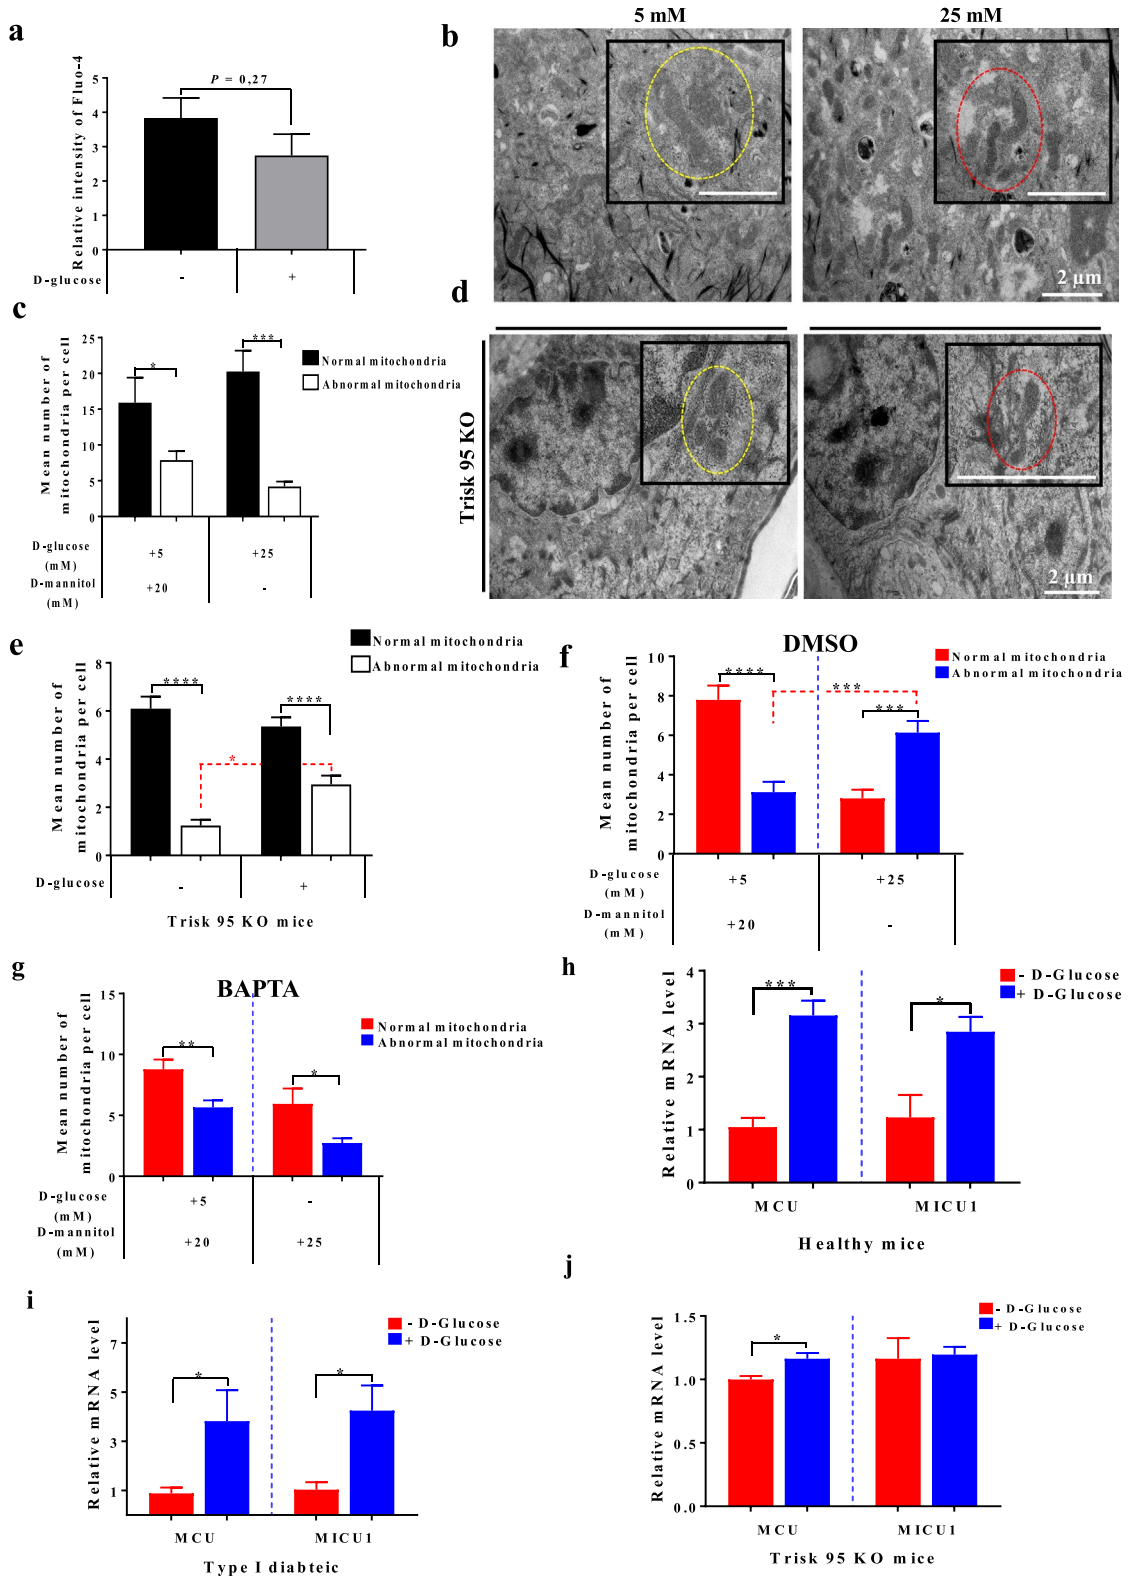 a
Relative intensity of Fluo-4
5
4
3
2
1
0
P = 0,27
D-glucose
-
+
b
5 mM
25 mM
2 µm
c
Mean number of
mitochondria per cell
25
20
15
10
5
0
*
***
Normal mitochondria
Abnormal mitochondria
D-glucose
(mM)
+5
+25
D-mannitol
(mM)
+20
-
d
Trisk 95 KO
2 µm
e
Mean number of
mitochondria per cell
8
6
4
2
0
****
*
****
Normal mitochondria
Abnormal mitochondria
D-glucose
-
+
Trisk 95 KO mice
f
DMSO
Mean number of
mitochondria per cell
10
8
6
4
2
0
****
***
***
Normal mitochondria
Abnormal mitochondria
D-glucose
(mM)
+5
+25
D-mannitol
(mM)
+20
-
g
BAPTA
Mean number of
mitochondria per cell
15
10
5
0
**
*
Normal mitochondria
Abnormal mitochondria
D-glucose
(mM)
+5
-
D-mannitol
(mM)
+20
+25
h
Relative mRNA level
4
3
2
1
0
***
*
- D-Glucose
+ D-Glucose
MCU
MICU1
Healthy mice
i
Relative mRNA level
7
5
3
1
*
*
- D-Glucose
+ D-Glucose
MCU
MICU1
Type I diabteic
j
Relative mRNA level
1.5
1.0
0.5
0.0
*
- D-Glucose
+ D-Glucose
MCU
MICU1
Trisk 95 KO mice